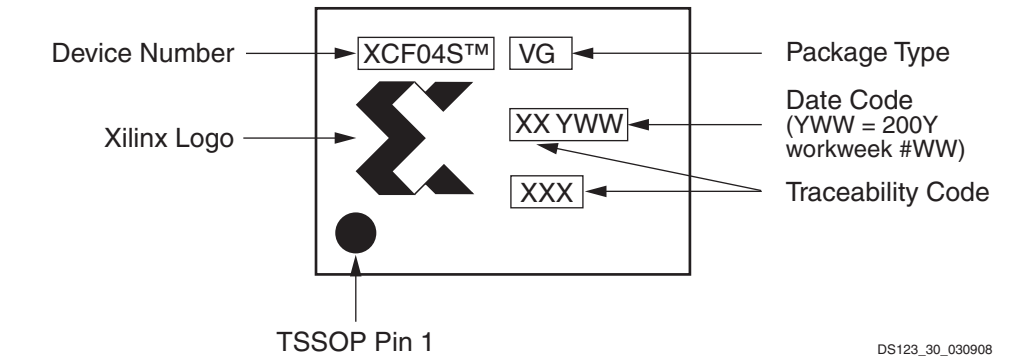 Device Number
XCF04S™
VG
Package Type
Xilinx Logo
XX YWW
Date Code
(YWW = 200Y
workweek #WW)
XXX
Traceability Code
TSSOP Pin 1
DS123_30_030908